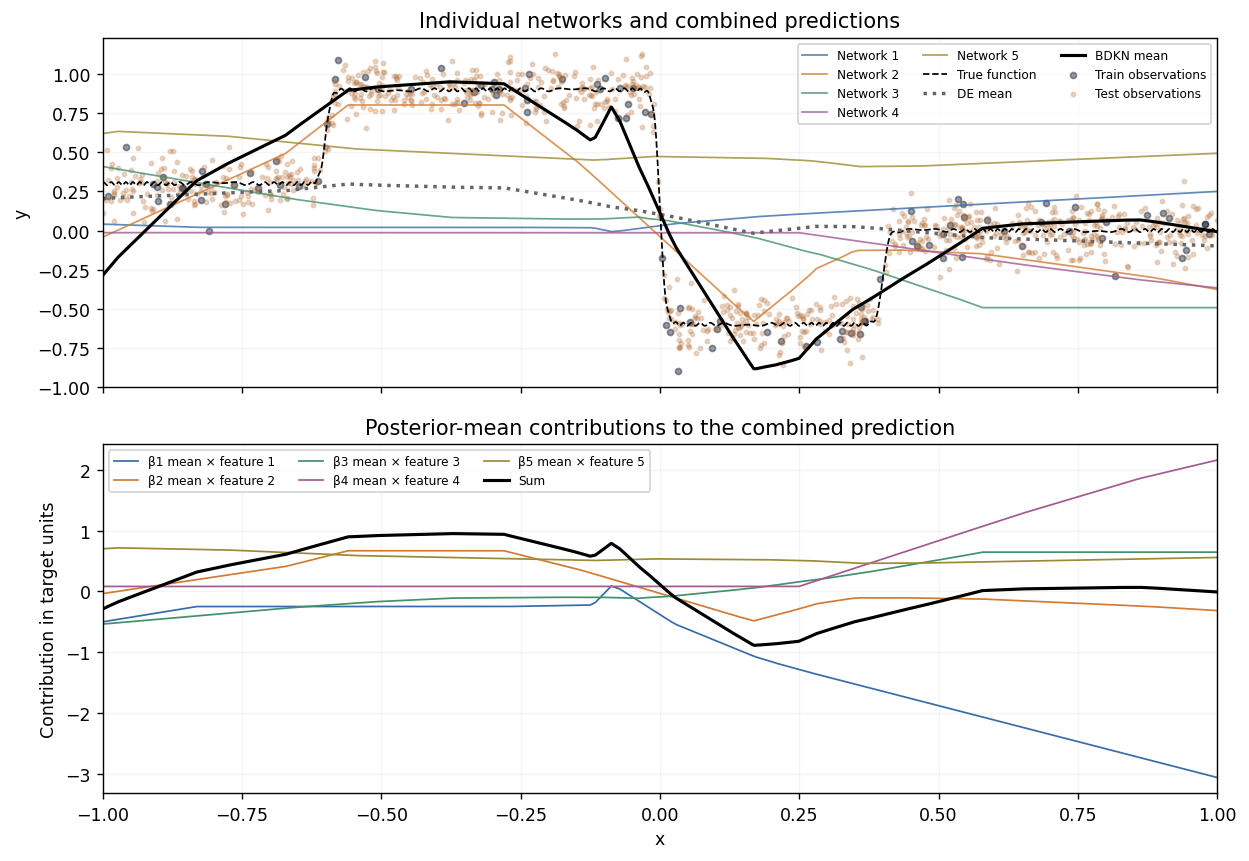 Individual networks and combined predictions
Network 1
Network 2
Network 3
Network 4
Network 5
True function
DE mean
BDKN mean
Train observations
Test observations
y
1.00
0.75
0.50
0.25
0.00
−0.25
−0.50
−0.75
−1.00
Posterior-mean contributions to the combined prediction
β1 mean × feature 1
β2 mean × feature 2
β3 mean × feature 3
β4 mean × feature 4
β5 mean × feature 5
Sum
Contribution in target units
2
1
0
−1
−2
−3
−1.00 −0.75 −0.50 −0.25 0.00 0.25 0.50 0.75 1.00
x